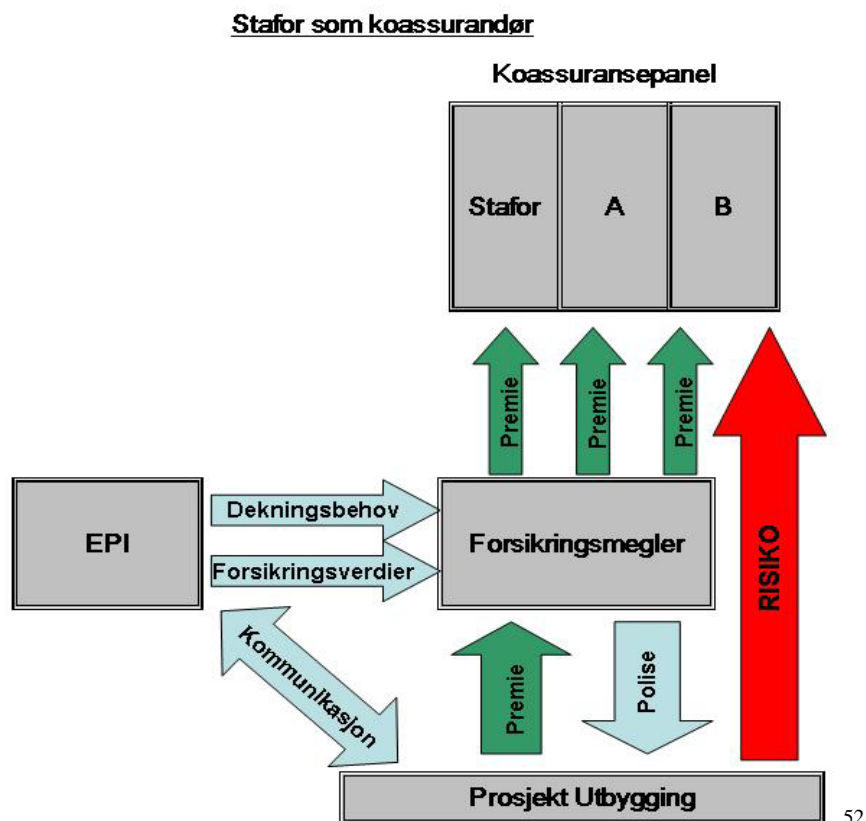 Stafor som koassurandør
Koassuransepanel
Stafor
A
B
Premie
Premie
Premie
RISIKO
EPI
Dekningsbehov
Forsikringsverdier
Forsikringsmegler
Kommunikasjon
Premie
Polise
Prosjekt Utbygging
52